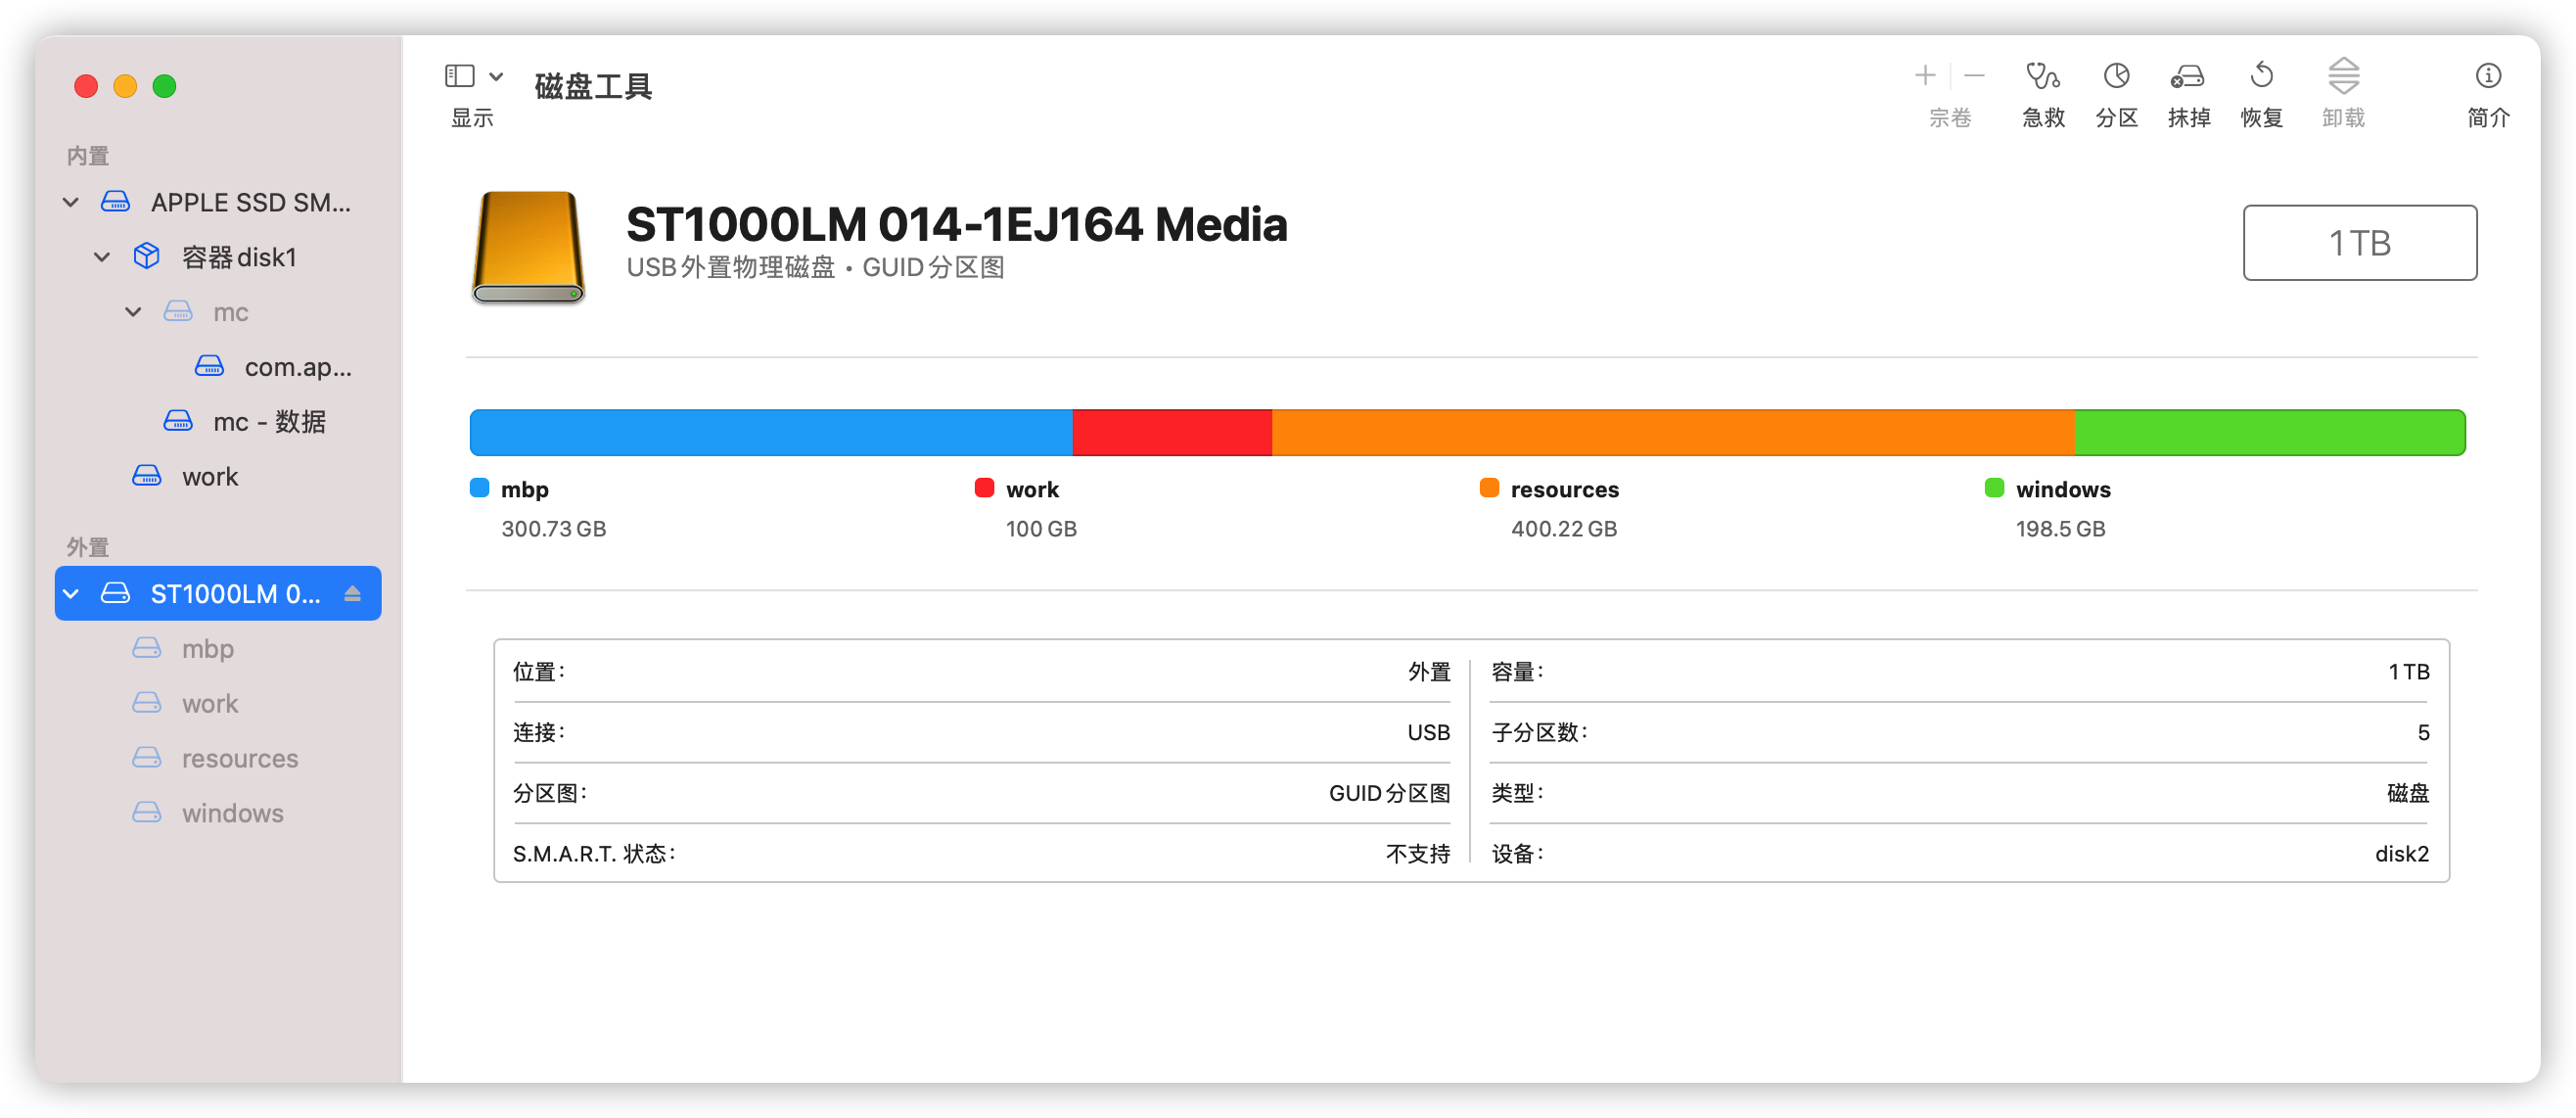 显示
磁盘工具
宗卷
急救
分区
抹掉
恢复
卸载
简介
内置
APPLE SSD SM...
容器disk1
mc
com.ap...
mc - 数据
work
外置
ST1000LM 0...
mbp
work
resources
windows
ST1000LM 014-1EJ164 Media
USB外置物理磁盘 • GUID分区图
1TB
mbp
300.73 GB
work
100 GB
resources
400.22 GB
windows
198.5 GB
位置： 外置
容量： 1TB
连接： USB
子分区数： 5
分区图： GUID分区图
类型： 磁盘
S.M.A.R.T. 状态： 不支持
设备： disk2